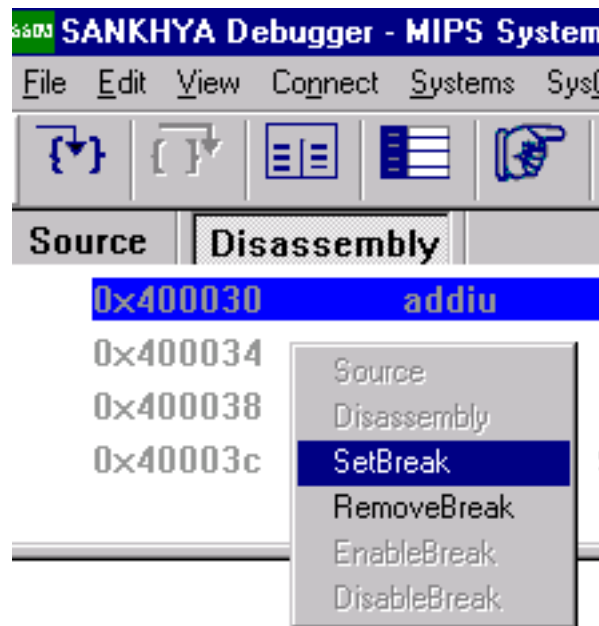 SANKHYA Debugger - MIPS System
File Edit View Connect Systems Sys
Source Disassembly
0x400030 addiu
0x400034
0x400038
0x40003c
Source
Disassembly
SetBreak
RemoveBreak
EnableBreak
DisableBreak